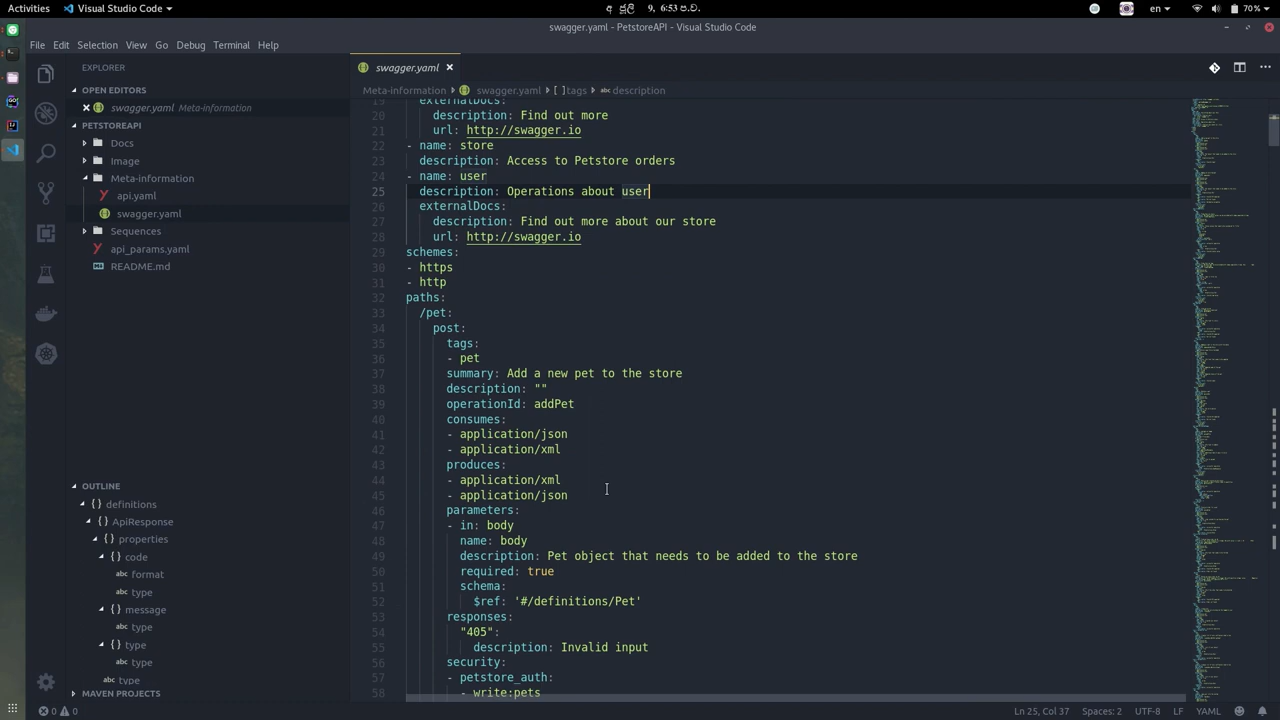 Activities
Visual Studio Code
අ ජූලි 9, 6:53 ප.ව.
en
70%
swagger.yaml - PetstoreAPI - Visual Studio Code
File Edit Selection View Go Debug Terminal Help
EXPLORER
OPEN EDITORS
swagger.yaml Meta-information
PETSTOREAPI
Docs
Image
Meta-information
api.yaml
swagger.yaml
Sequences
api_params.yaml
README.md
OUTLINE
{ } definitions
{ } ApiResponse
{ } properties
{ } code
abc format
abc type
{ } message
abc type
{ } type
abc type
abc type
MAVEN PROJECTS
swagger.yaml
Meta-information swagger.yaml [ ] tags abc description
19 externalDocs:
20 description: Find out more
21 url: http://swagger.io
22 - name: store
23 description: Access to Petstore orders
24 - name: user
25 description: Operations about user
26 externalDocs:
27 description: Find out more about our store
28 url: http://swagger.io
29 schemes:
30 - https
31 - http
32 paths:
33 /pet:
34 post:
35 tags:
36 - pet
37 summary: Add a new pet to the store
38 description: ""
39 operationId: addPet
40 consumes:
41 - application/json
42 - application/xml
43 produces:
44 - application/xml
45 - application/json
46 parameters:
47 - in: body
48 name: body
49 description: Pet object that needs to be added to the store
50 required: true
51 schema:
52 $ref: '#/definitions/Pet'
53 responses:
54 "405":
55 description: Invalid input
56 security:
57 - petstore_auth:
58 - write:pets
0 0
Ln 25, Col 37 Spaces: 2 UTF-8 LF YAML